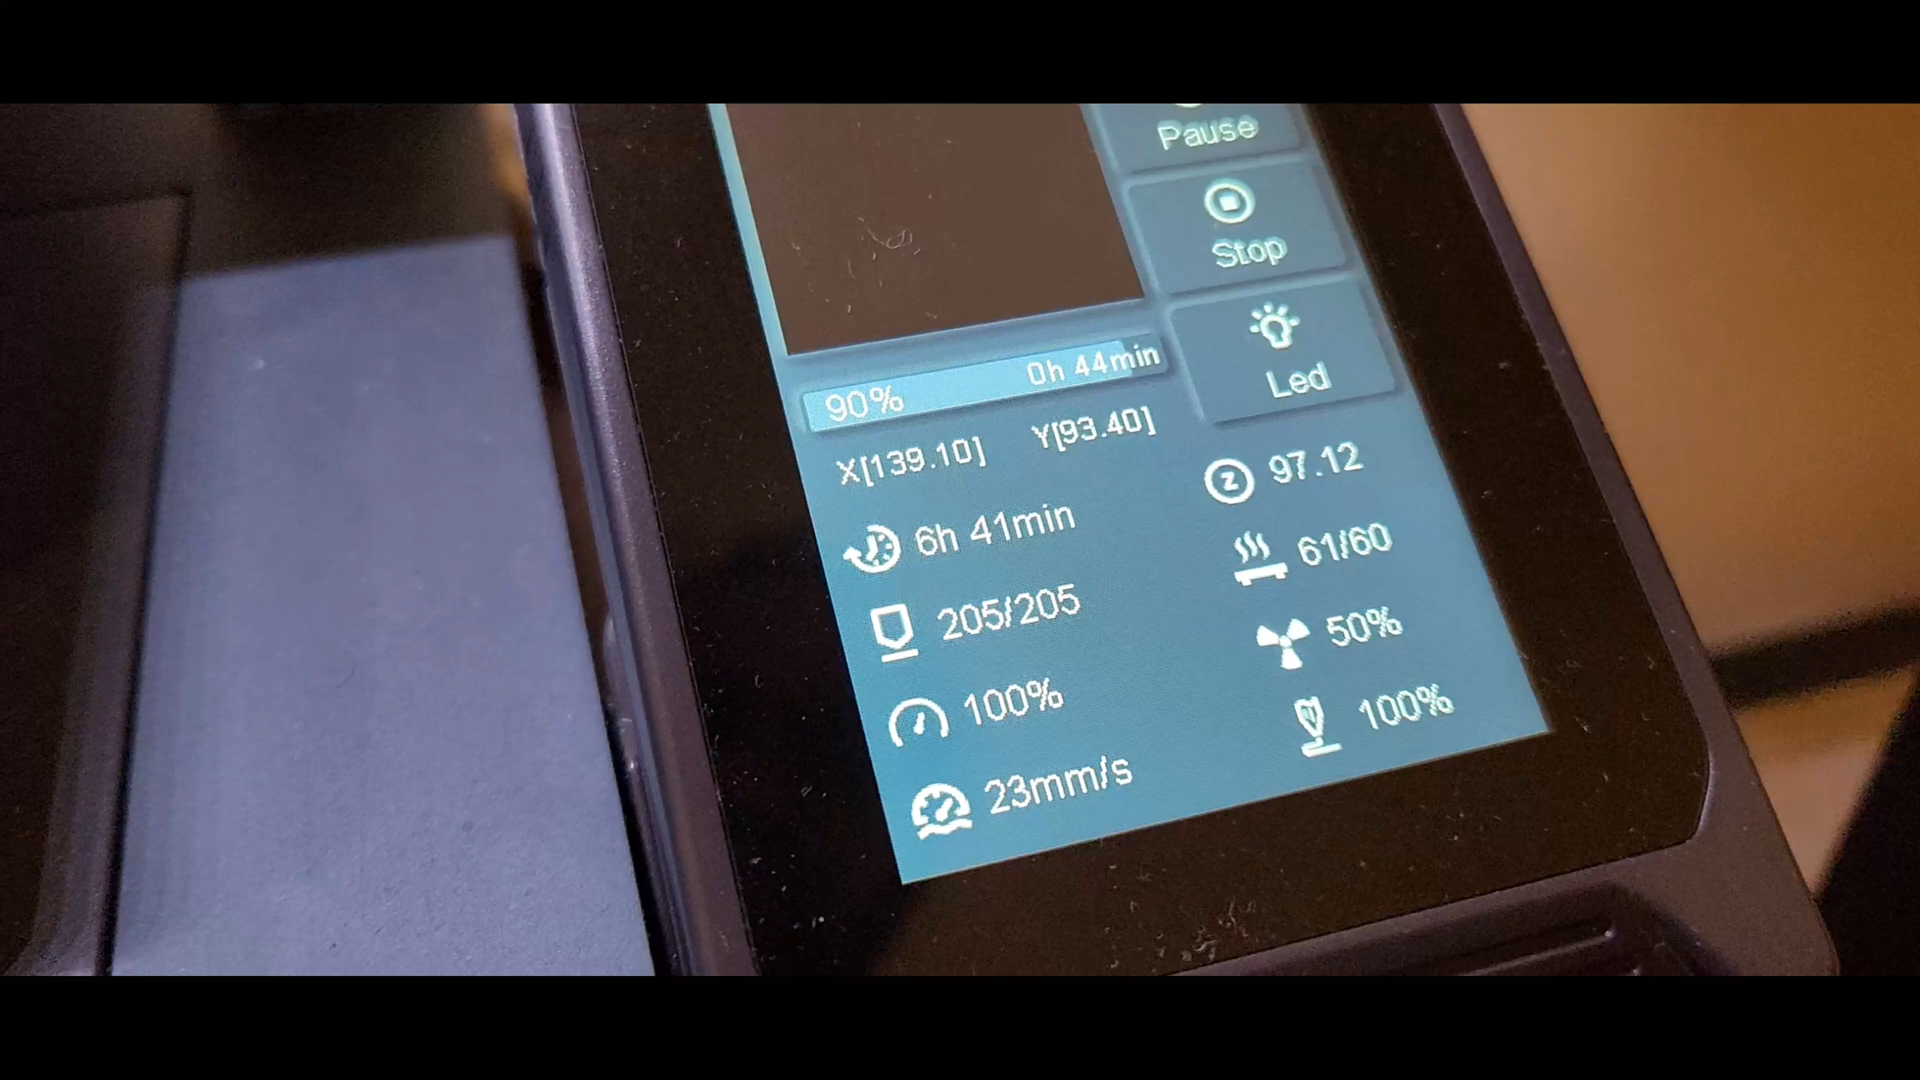 Pause
Stop
Led
90% 0h 44min
X[139.10] Y[93.40]
97.12
6h 41min
61/60
205/205
50%
100%
100%
23mm/s